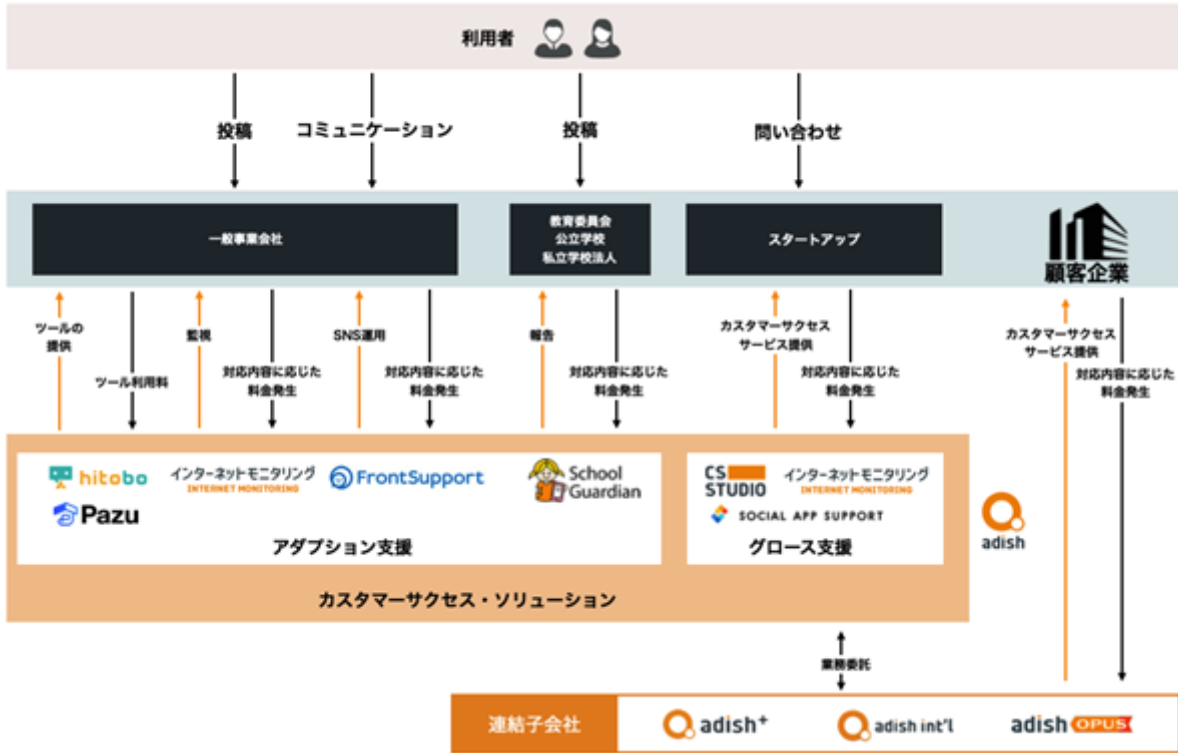 利用者
投稿
コミュニケーション
投稿
問い合わせ
一般事業会社
教育委員会
公立学校
私立学校法人
スタートアップ
顧客企業
ツールの
提供
ツール利用料
監視
対応内容に応じた
料金発生
SNS運用
対応内容に応じた
料金発生
報告
対応内容に応じた
料金発生
カスタマーサクセス
サービス提供
対応内容に応じた
料金発生
カスタマーサクセス
サービス提供
対応内容に応じた
料金発生
hitobo
Pazu
インターネットモニタリング
INTERNET MONITORING
FrontSupport
School
Guardian
アダプション支援
CS
STUDIO
インターネットモニタリング
INTERNET MONITORING
SOCIAL APP SUPPORT
グロース支援
adish
カスタマーサクセス・ソリューション
業務委託
連結子会社
adish+
adish int'l
adish OPUS